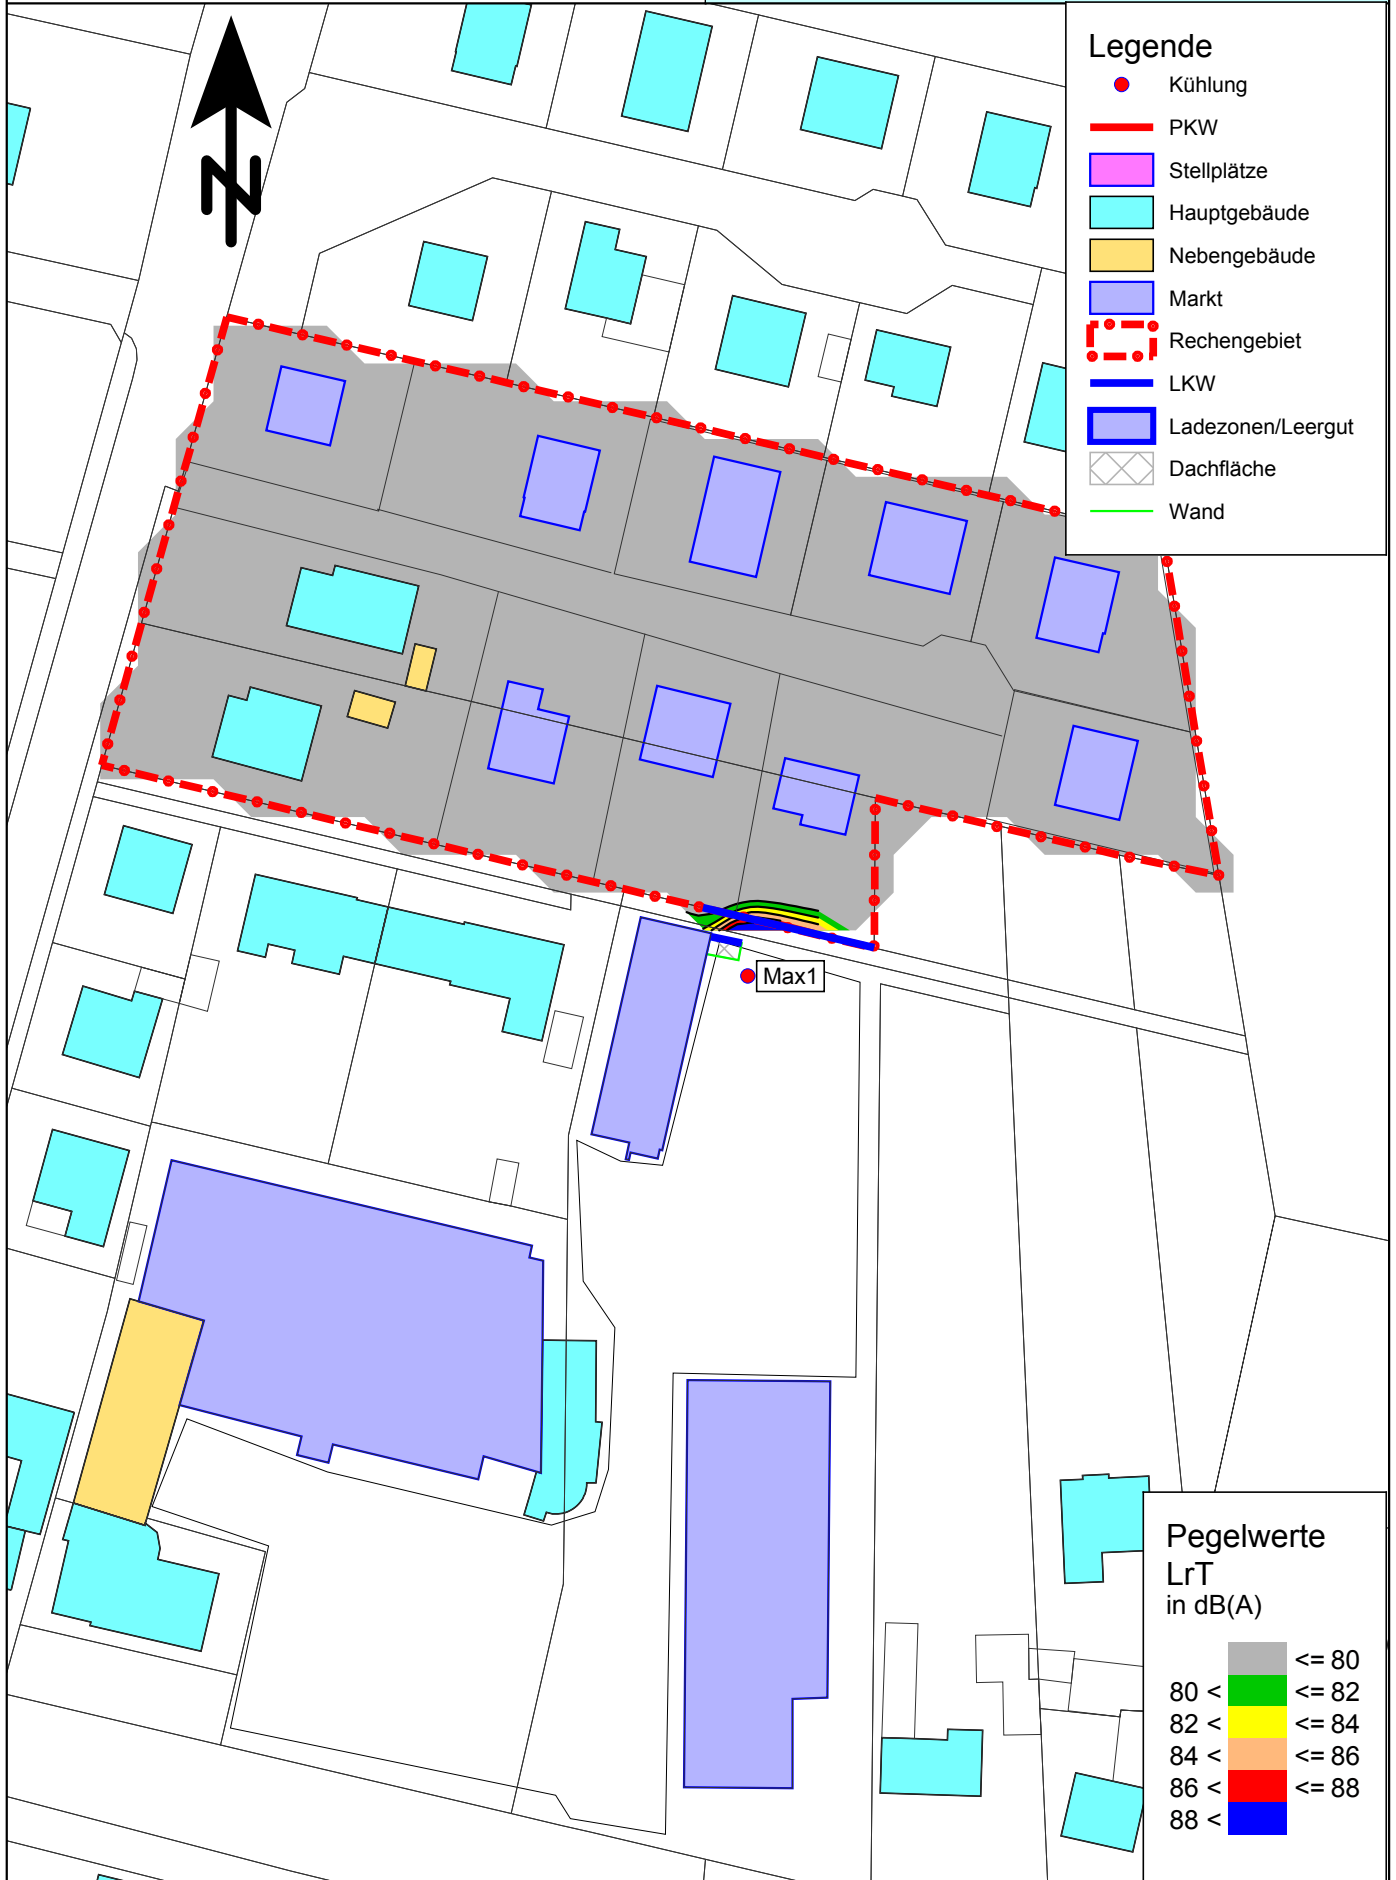 Legende
Kühlung
PKW
Stellplätze
Hauptgebäude
Nebengebäude
Markt
Rechengebiet
LKW
Ladezonen/Leergut
Dachfläche
Wand
N
Max1
Pegelwerte
LrT
in dB(A)
<= 80
80 < <= 82
82 < <= 84
84 < <= 86
86 < <= 88
88 <